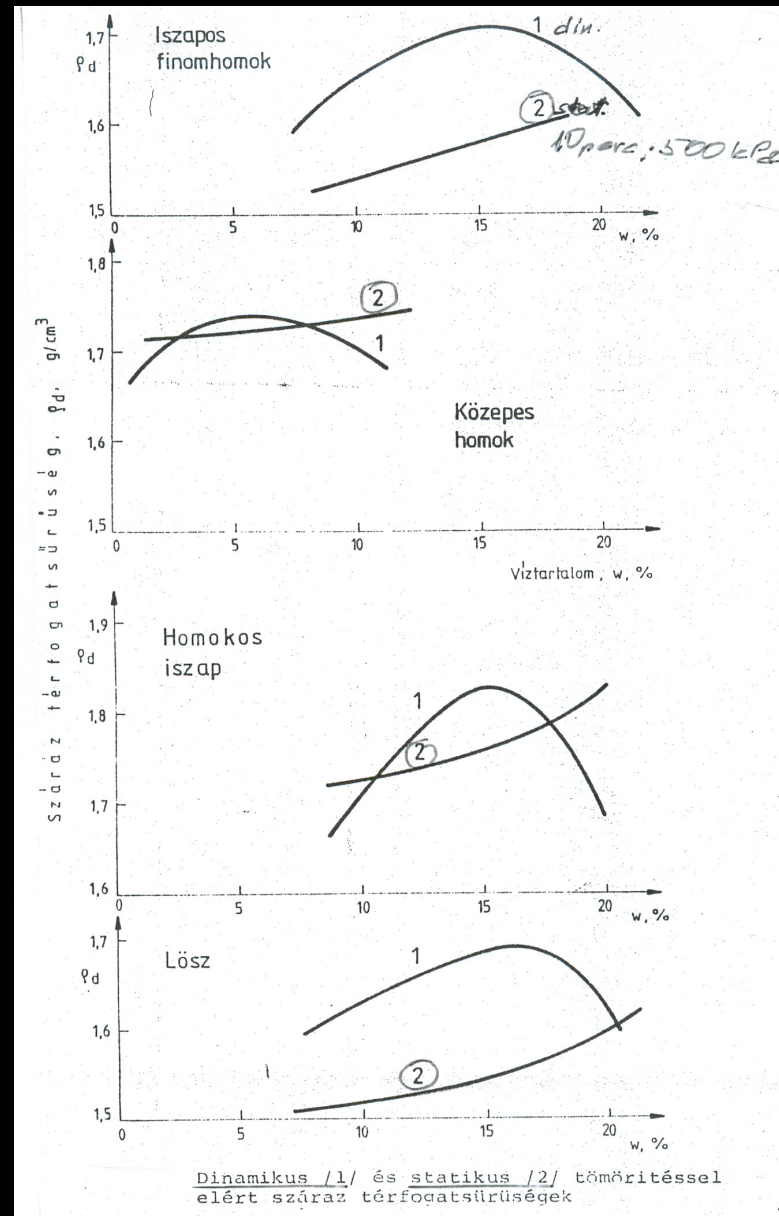 1,7
Iszapos
1 din.
ρd
finomhomok
1,6
2 stat.
10 perc, 500 kPa
1,5
0 5 10 15 20
w, %
1,8
2
1,7
1
Közepes
homok
1,6
1,5
0 5 10 15 20
Víztartalom, w, %
Száraz térfogatsűrűség, ρd, g/cm³
1,9
Homokos
ρd
iszap
1
1,8
2
1,7
1,6
0 5 10 15 20
w, %
1,7
Lösz
1
ρd
1,6
2
1,5
0 5 10 15 20
w, %
Dinamikus /1/ és statikus /2/ tömöritéssel
elért száraz térfogatsürüségek